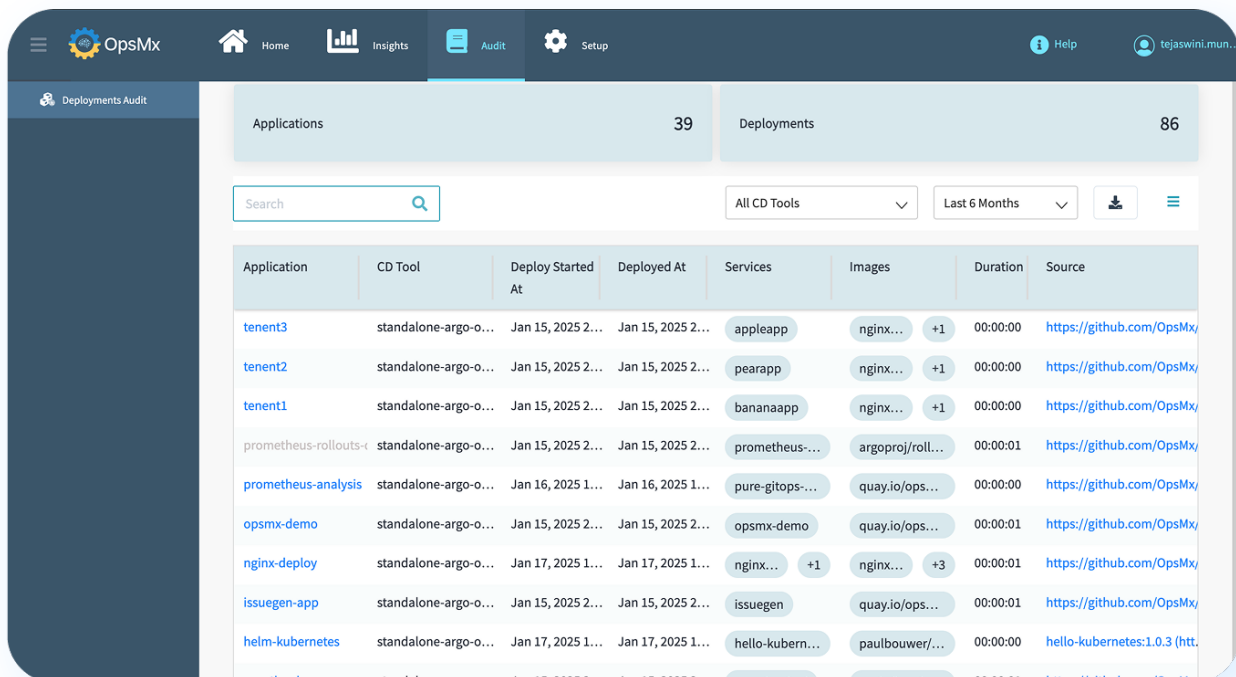 OpsMx
Home
Insights
Audit
Setup
Help
tejaswini.mun...
Deployments Audit
Applications 39
Deployments 86
Search
All CD Tools
Last 6 Months
Application CD Tool Deploy Started At Deployed At Services Images Duration Source
tenent3 standalone-argo-o... Jan 15, 2025 2... Jan 15, 2025 2... appleapp nginx... +1 00:00:00 https://github.com/OpsMx/
tenent2 standalone-argo-o... Jan 15, 2025 2... Jan 15, 2025 2... pearapp nginx... +1 00:00:00 https://github.com/OpsMx/
tenent1 standalone-argo-o... Jan 15, 2025 2... Jan 15, 2025 2... bananaapp nginx... +1 00:00:00 https://github.com/OpsMx/
prometheus-rollouts- standalone-argo-o... Jan 15, 2025 2... Jan 15, 2025 2... prometheus-... argoproj/roll... 00:00:01 https://github.com/OpsMx/
prometheus-analysis standalone-argo-o... Jan 16, 2025 1... Jan 16, 2025 1... pure-gitops-... quay.io/ops... 00:00:00 https://github.com/OpsMx/
opsmx-demo standalone-argo-o... Jan 15, 2025 2... Jan 15, 2025 2... opsmx-demo quay.io/ops... 00:00:01 https://github.com/OpsMx/
nginx-deploy standalone-argo-o... Jan 17, 2025 1... Jan 17, 2025 1... nginx... +1 nginx... +3 00:00:01 https://github.com/OpsMx/
issuegen-app standalone-argo-o... Jan 15, 2025 2... Jan 15, 2025 2... issuegen quay.io/ops... 00:00:01 https://github.com/OpsMx/
helm-kubernetes standalone-argo-o... Jan 17, 2025 1... Jan 17, 2025 1... hello-kubern... paulbouwer/... 00:00:00 hello-kubernetes:1.0.3 (htt.